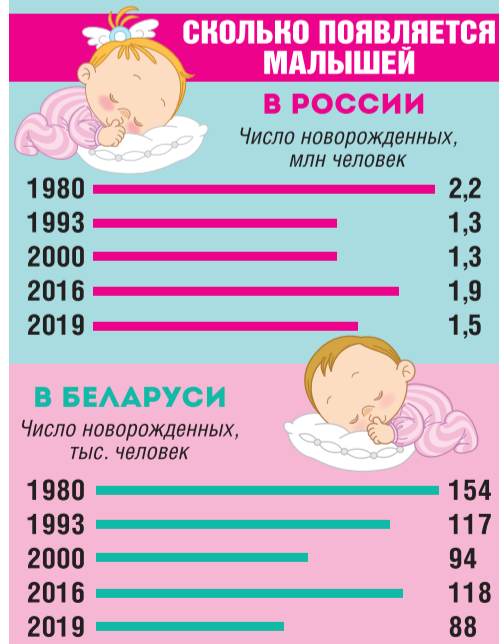 СКОЛЬКО ПОЯВЛЯЕТСЯ
МАЛЫШЕЙ
В РОССИИ
Число новорожденных,
млн человек
1980 2,2
1993 1,3
2000 1,3
2016 1,9
2019 1,5
В БЕЛАРУСИ
Число новорожденных,
тыс. человек
1980 154
1993 117
2000 94
2016 118
2019 88